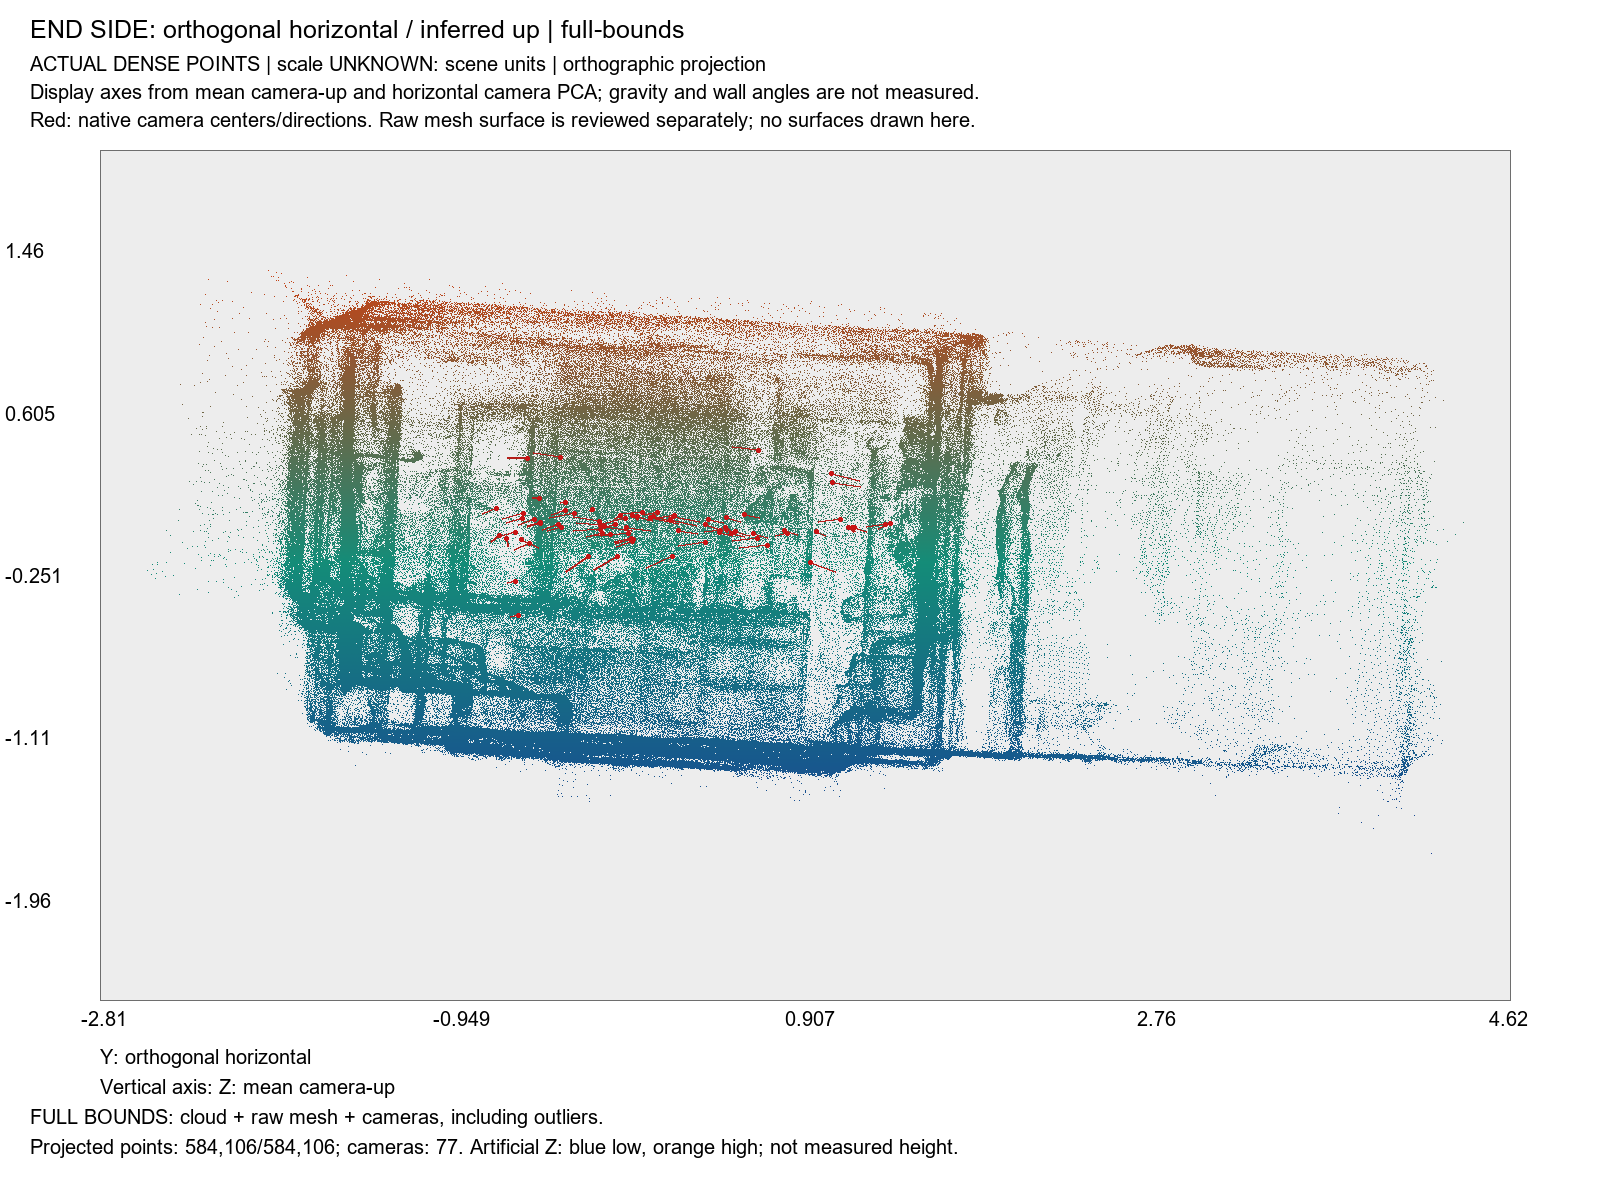 END SIDE: orthogonal horizontal / inferred up | full-bounds
ACTUAL DENSE POINTS | scale UNKNOWN: scene units | orthographic projection
Display axes from mean camera-up and horizontal camera PCA; gravity and wall angles are not measured.
Red: native camera centers/directions. Raw mesh surface is reviewed separately; no surfaces drawn here.
1.46
0.605
-0.251
-1.11
-1.96
-2.81 -0.949 0.907 2.76 4.62
Y: orthogonal horizontal
Vertical axis: Z: mean camera-up
FULL BOUNDS: cloud + raw mesh + cameras, including outliers.
Projected points: 584,106/584,106; cameras: 77. Artificial Z: blue low, orange high; not measured height.